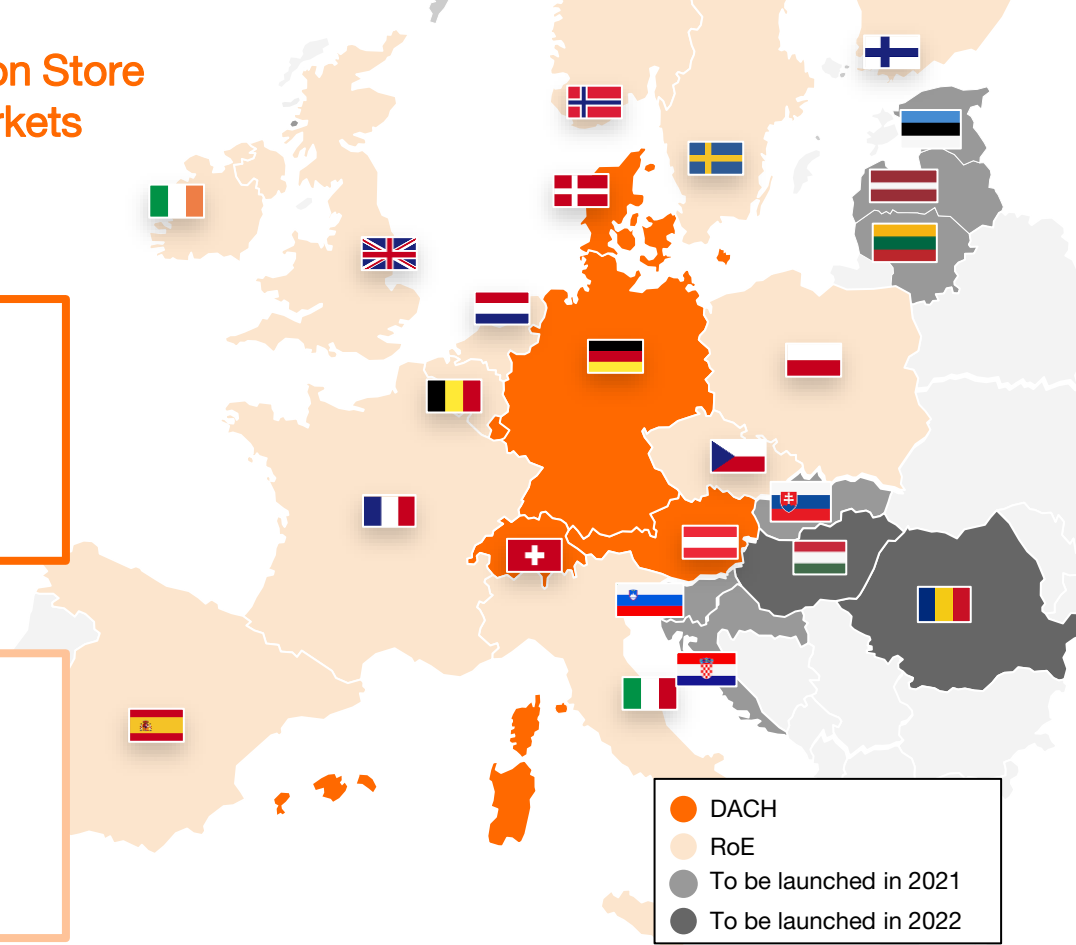 on Store
rkets
DACH
RoE
To be launched in 2021
To be launched in 2022